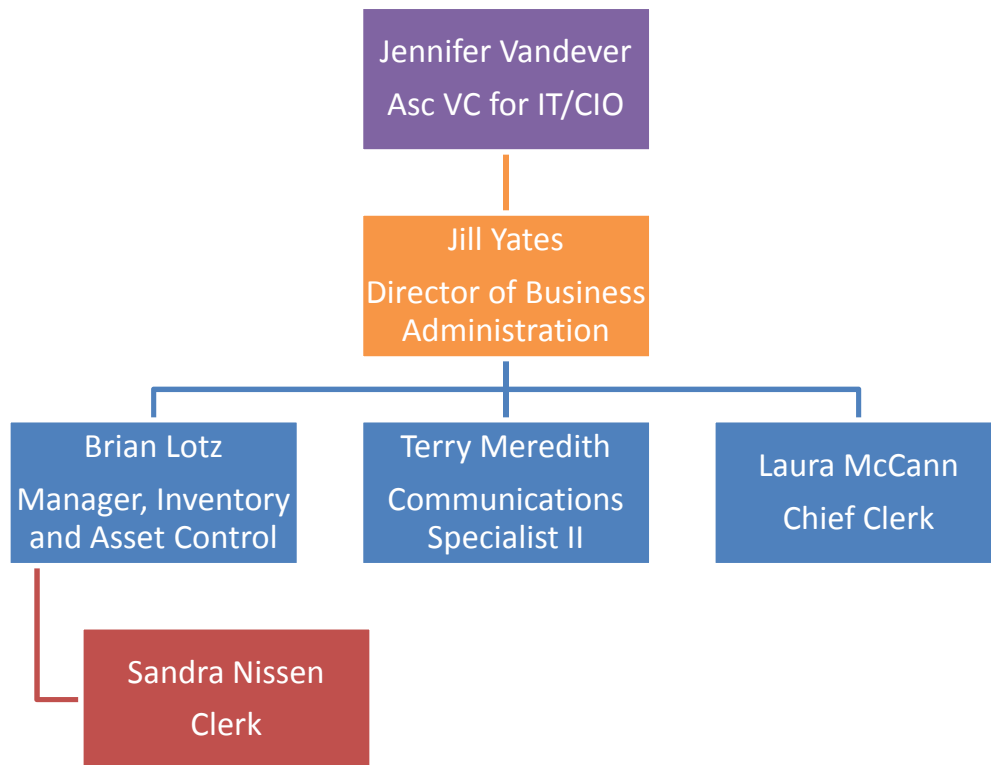 Jennifer Vandever
Asc VC for IT/CIO
Jill Yates
Director of Business
Administration
Brian Lotz
Manager, Inventory
and Asset Control
Terry Meredith
Communications
Specialist II
Laura McCann
Chief Clerk
Sandra Nissen
Clerk